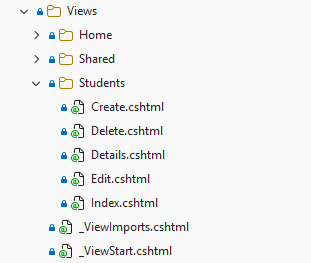 Views
Home
Shared
Students
Create.cshtml
Delete.cshtml
Details.cshtml
Edit.cshtml
Index.cshtml
_ViewImports.cshtml
_ViewStart.cshtml